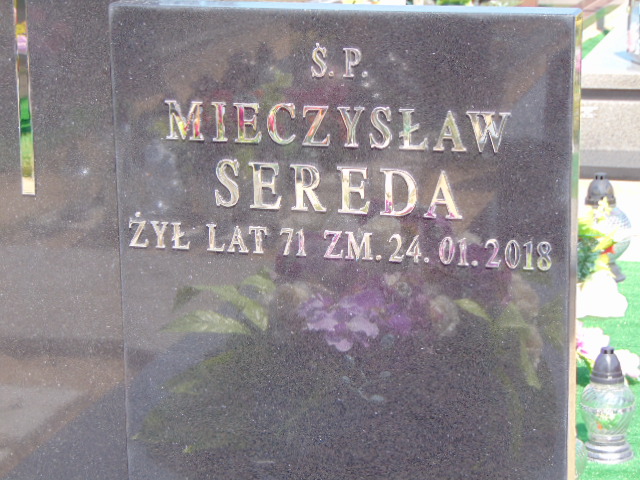 Ś. P.
MIECZYSŁAW
SEREDA
ŻYŁ LAT 71 ZM. 24.01.2018